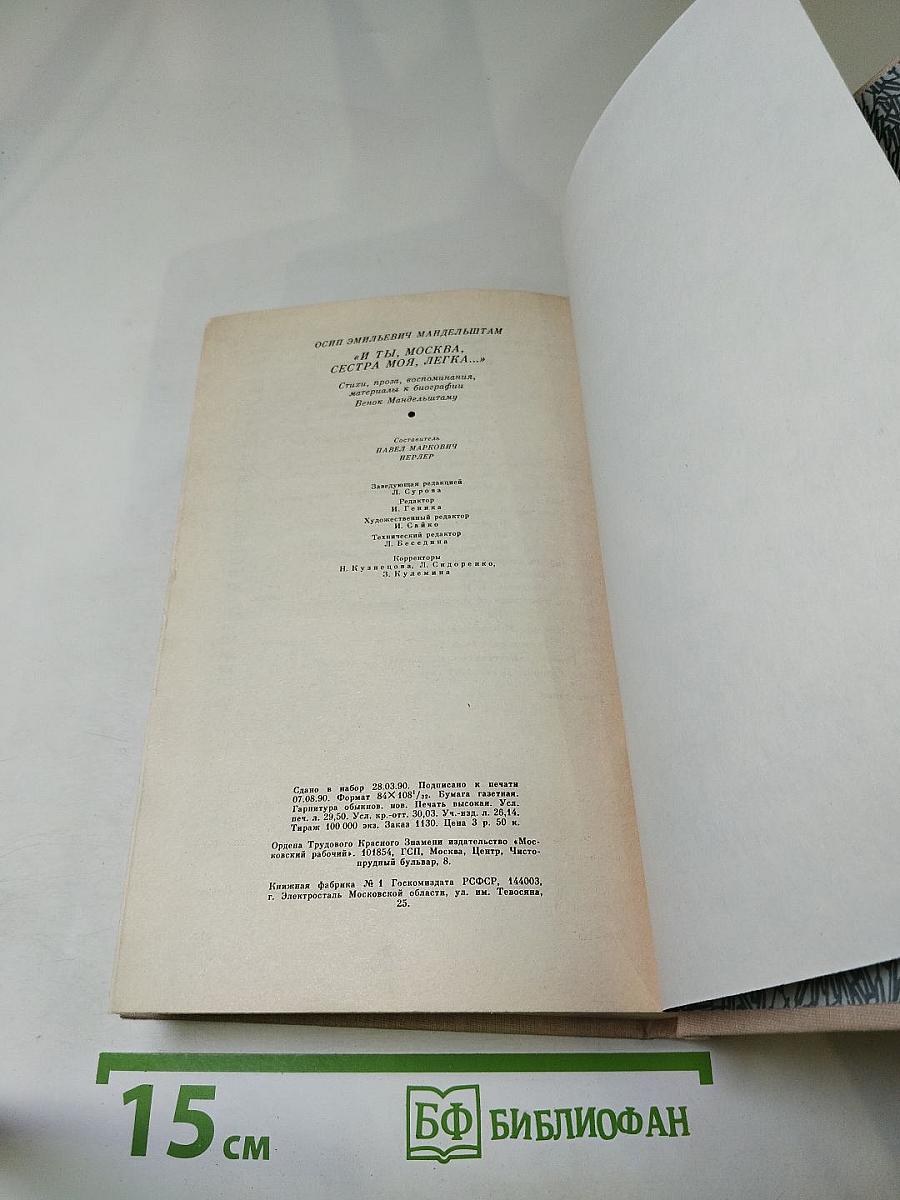 ОСИП ЭМИЛЬЕВИЧ МАНДЕЛЬШТАМ
«И ТЫ, МОСКВА,
СЕСТРА МОЯ, ЛЕГКА...»
Стихи, проза, воспоминания,
материалы к биографии
Венок Мандельштаму
Составитель
ПАВЕЛ МАРКОВИЧ
НЕРЛЕР
Заведующая редакцией
Л. Сурова
Редактор
И. Геника
Художественный редактор
И. Сайко
Технический редактор
Л. Беседина
Корректоры
Н. Кузнецова, Л. Сидоренко,
З. Кулемина
Сдано в набор 28.03.90. Подписано к печати
07.08.90. Формат 84×108¹/₃₂. Бумага газетная.
Гарнитура обыкнов. нов. Печать высокая. Усл.
печ. л. 29,50. Усл. кр.-отт. 30,03. Уч.-изд. л. 26,14.
Тираж 100 000 экз. Заказ 1130. Цена 3 р. 50 к.
Ордена Трудового Красного Знамени издательство «Мос-
ковский рабочий». 101854, ГСП, Москва, Центр, Чисто-
прудный бульвар, 8.
Книжная фабрика № 1 Госкомиздата РСФСР, 144003,
г. Электросталь Московской области, ул. им. Тевосяна,
25.
15 см
БФ БИБЛИОФАН